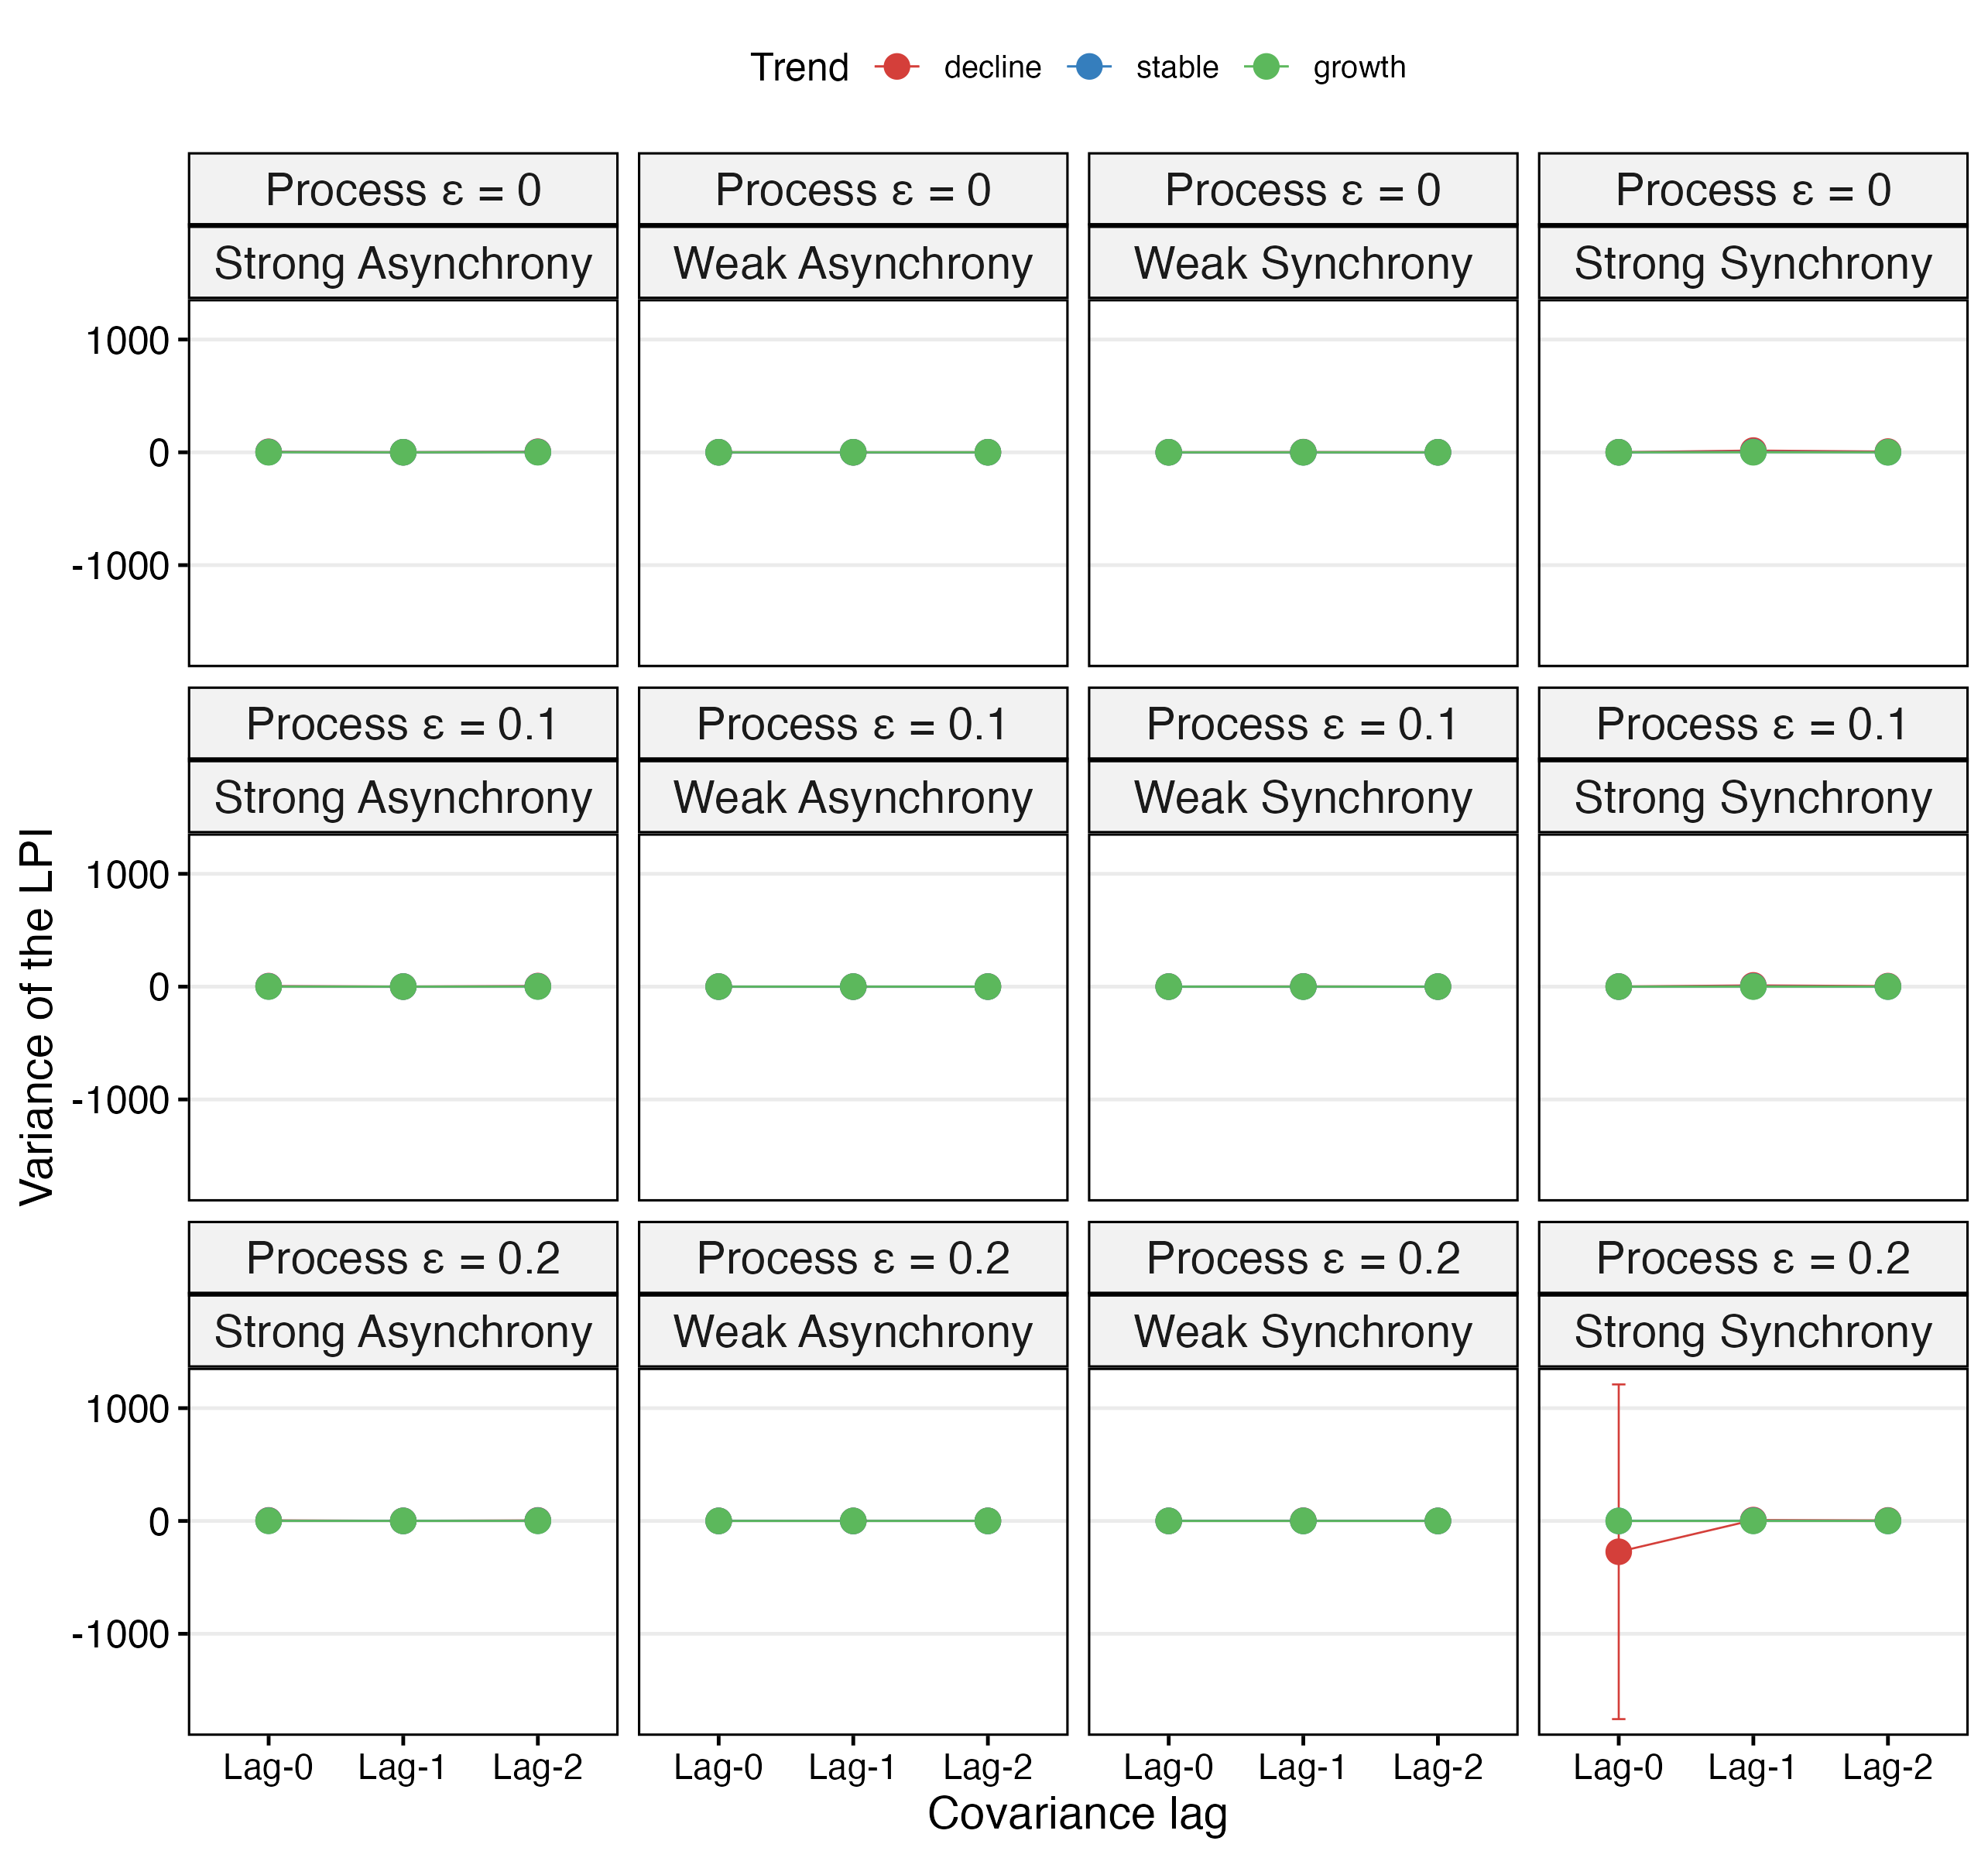 Trend decline stable growth
Process ε = 0 Process ε = 0 Process ε = 0 Process ε = 0
Strong Asynchrony Weak Asynchrony Weak Synchrony Strong Synchrony
1000
0
-1000
Process ε = 0.1 Process ε = 0.1 Process ε = 0.1 Process ε = 0.1
Strong Asynchrony Weak Asynchrony Weak Synchrony Strong Synchrony
1000
0
-1000
Process ε = 0.2 Process ε = 0.2 Process ε = 0.2 Process ε = 0.2
Strong Asynchrony Weak Asynchrony Weak Synchrony Strong Synchrony
1000
0
-1000
Lag-0 Lag-1 Lag-2 Lag-0 Lag-1 Lag-2 Lag-0 Lag-1 Lag-2 Lag-0 Lag-1 Lag-2
Covariance lag
Variance of the LPI